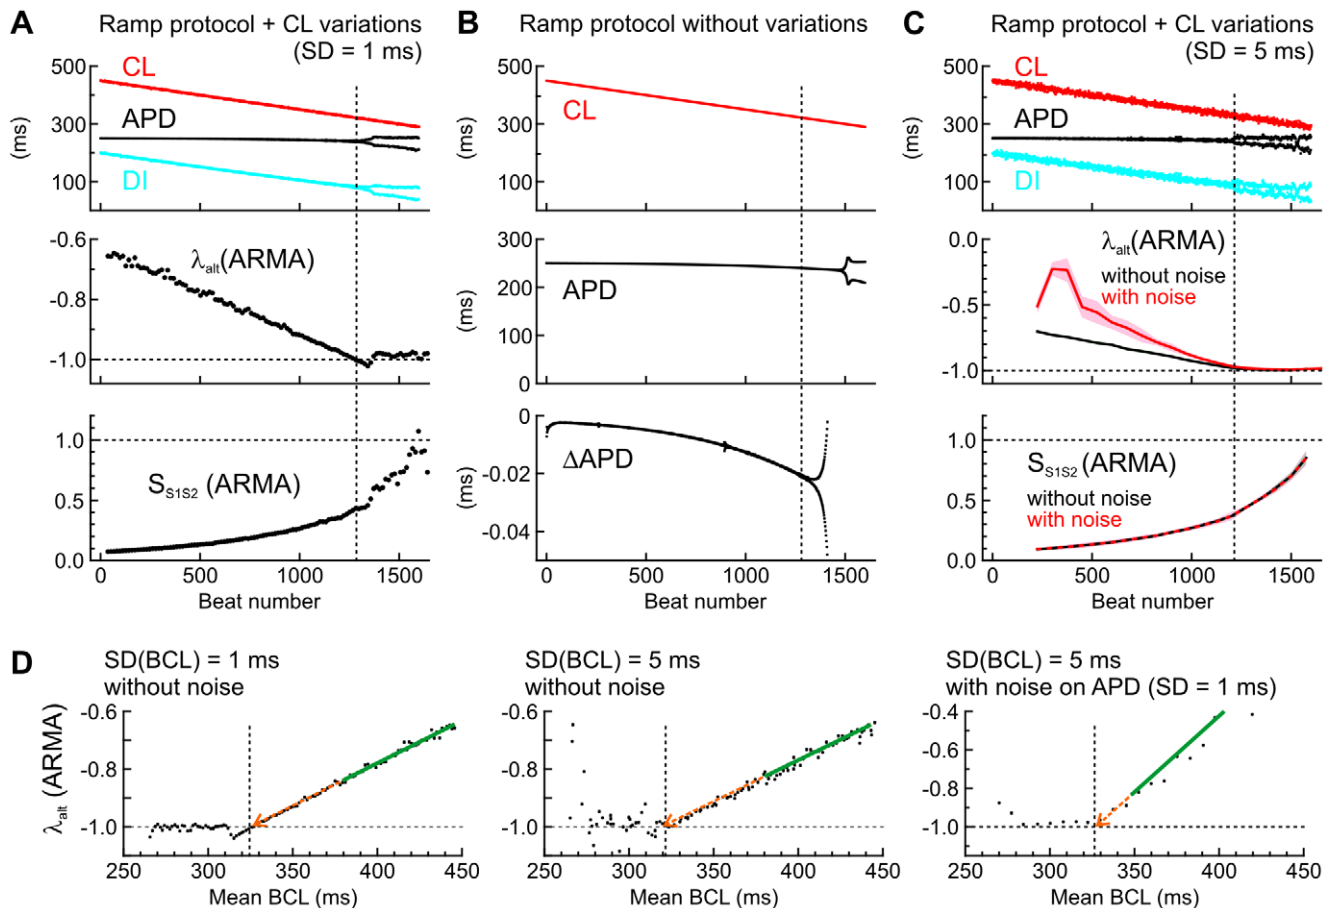 A
Ramp protocol + CL variations
(SD = 1 ms)
500
300
100
(ms)
CL
APD
DI
-0.6
-0.8
-1.0
λalt(ARMA)
1.0
0.5
0.0
SS1S2 (ARMA)
0
500
1000
1500
Beat number
B
Ramp protocol without variations
CL
300
200
100
0
(ms)
APD
0
-0.02
-0.04
(ms)
ΔAPD
0
500
1000
1500
Beat number
C
Ramp protocol + CL variations
(SD = 5 ms)
500
300
100
(ms)
CL
APD
DI
0.0
-0.5
-1.0
λalt(ARMA)
without noise
with noise
1.0
0.5
0.0
SS1S2 (ARMA)
without noise
with noise
0
500
1000
1500
Beat number
D
SD(BCL) = 1 ms
without noise
λalt (ARMA)
-0.6
-0.8
-1.0
250
300
350
400
450
Mean BCL (ms)
SD(BCL) = 5 ms
without noise
-0.6
-0.8
-1.0
250
300
350
400
450
Mean BCL (ms)
SD(BCL) = 5 ms
with noise on APD (SD = 1 ms)
-0.4
-0.6
-0.8
-1.0
250
300
350
400
450
Mean BCL (ms)